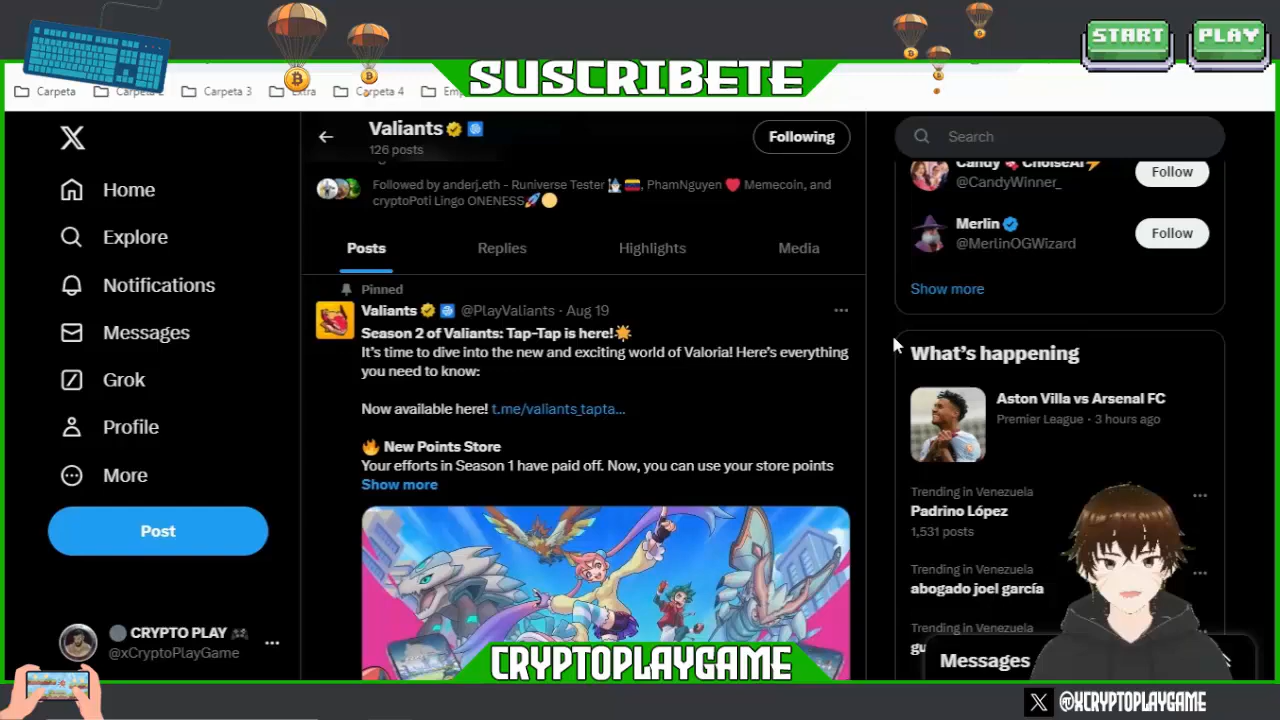 START
PLAY
SUSCRIBETE
Carpeta
Carpeta 3
Extra
Carpeta 4
Valiants
126 posts
Following
Search
Followed by anderj.eth - Runiverse Tester, PhamNguyen Memecoin, and
cryptoPoti Lingo ONENESS
Candy ChoiseAI
@CandyWinner_
Follow
Merlin
@MerlinOGWizard
Follow
Show more
Home
Explore
Notifications
Messages
Grok
Profile
More
Post
CRYPTO PLAY
@xCryptoPlayGame
Posts
Replies
Highlights
Media
Pinned
Valiants @PlayValiants · Aug 19
Season 2 of Valiants: Tap-Tap is here!
It's time to dive into the new and exciting world of Valoria! Here's everything
you need to know:
Now available here! t.me/valiants_tapta...
New Points Store
Your efforts in Season 1 have paid off. Now, you can use your store points
Show more
What's happening
Aston Villa vs Arsenal FC
Premier League · 3 hours ago
Trending in Venezuela
Padrino López
1,531 posts
Trending in Venezuela
abogado joel garcía
Trending in Venezuela
Messages
CRYPTOPLAYGAME
X @XCRYPTOPLAYGAME